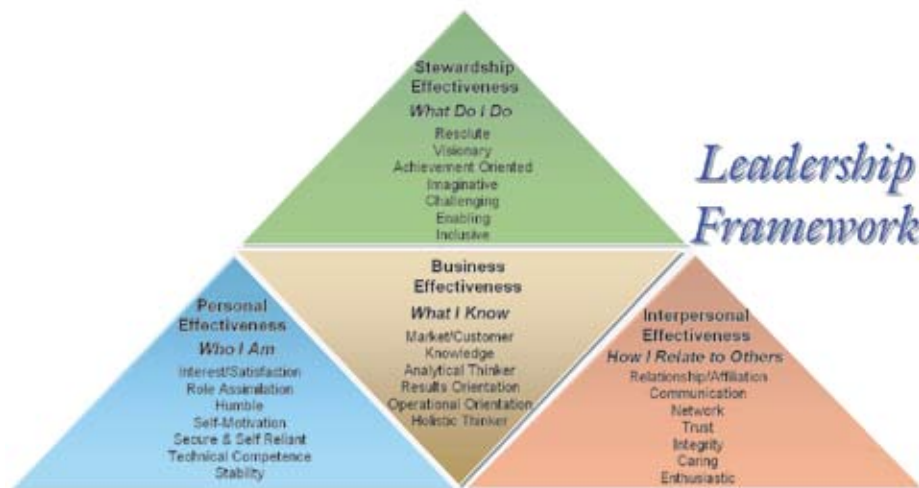 Stewardship
Effectiveness
What Do I Do
Resolute
Visionary
Achievement Oriented
Imaginative
Challenging
Enabling
Inclusive
Leadership
Framework
Business
Effectiveness
What I Know
Market/Customer
Knowledge
Analytical Thinker
Results Orientation
Operational Orientation
Holistic Thinker
Personal
Effectiveness
Who I Am
Interest/Satisfaction
Role Assimilation
Humble
Self-Motivation
Secure & Self Reliant
Technical Competence
Stability
Interpersonal
Effectiveness
How I Relate to Others
Relationship/Affiliation
Communication
Network
Trust
Integrity
Caring
Enthusiastic